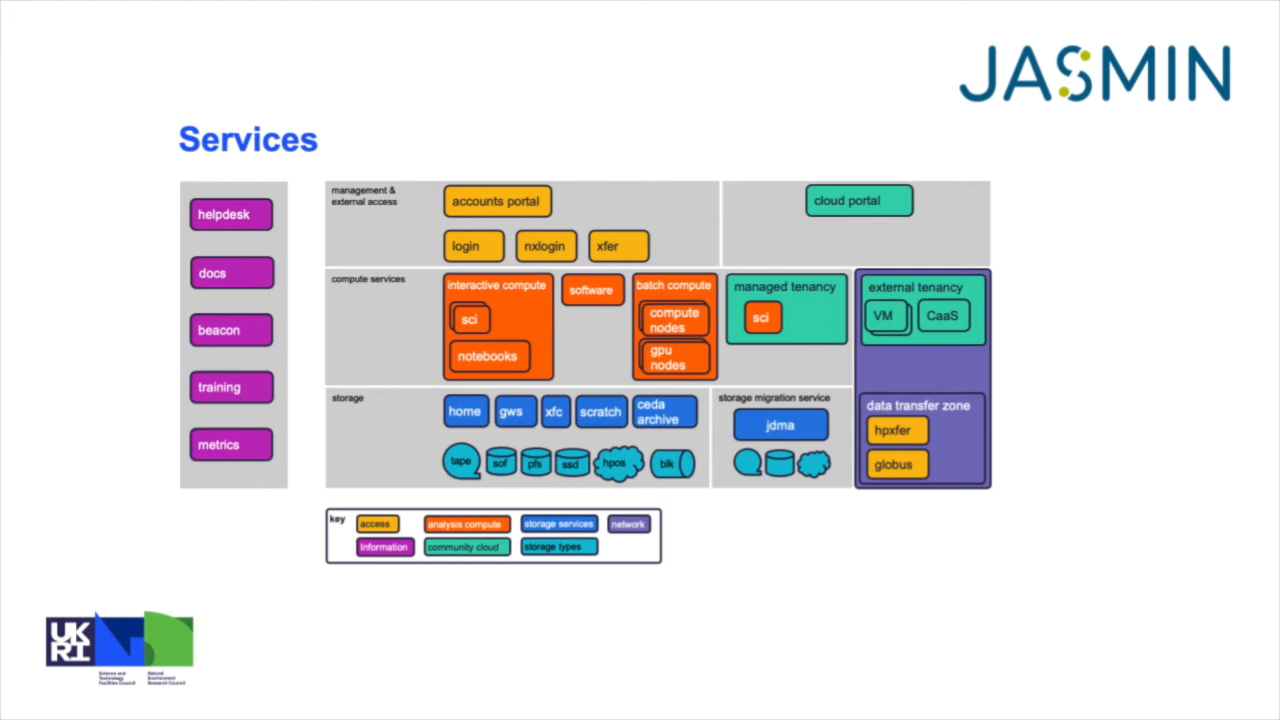 JASMIN
Services
helpdesk
docs
beacon
training
metrics
management &
external access
accounts portal
login
nxlogin
xfer
cloud portal
compute services
interactive compute
sci
notebooks
software
batch compute
compute
nodes
gpu
nodes
managed tenancy
sci
external tenancy
VM
CaaS
storage
home
gws
xfc
scratch
ceda
archive
tape
sof
pfs
ssd
hpos
blk
storage migration service
jdma
data transfer zone
hpxfer
globus
key
access
analysis compute
storage services
network
Information
community cloud
storage types
UK
RI
Science and
Technology
Facilities Council
Natural
Environment
Research Council